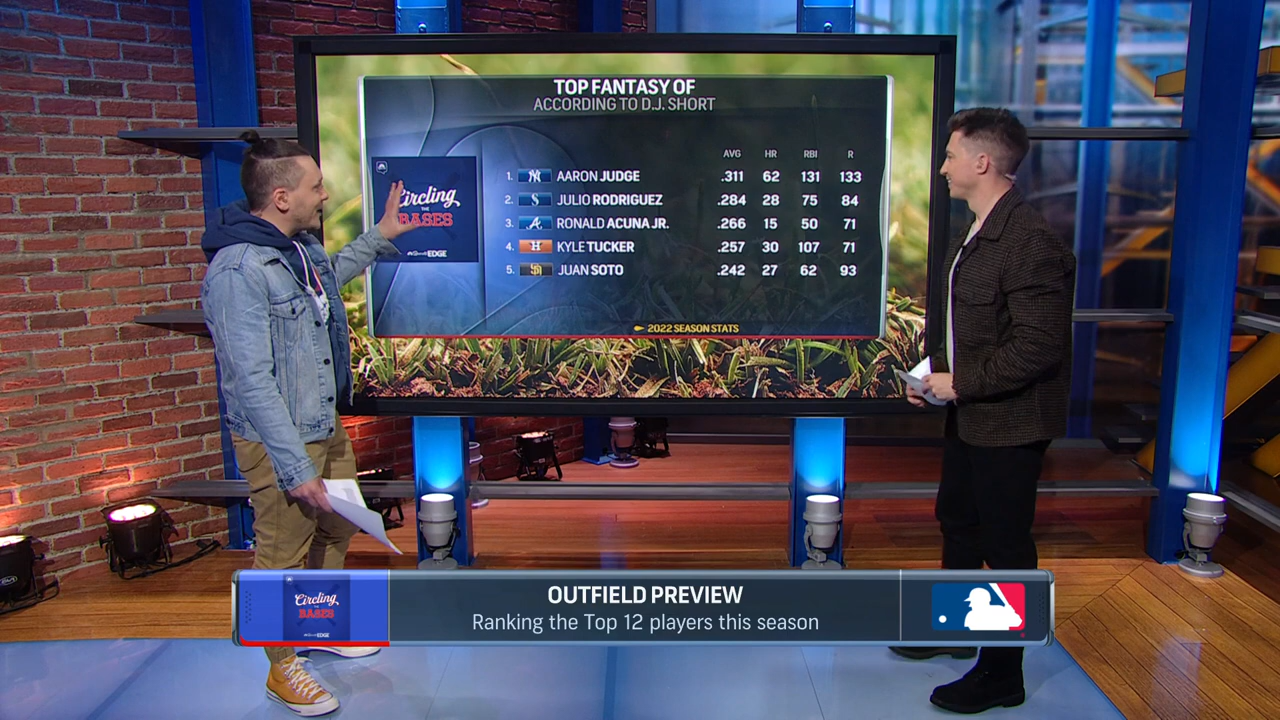 TOP FANTASY OF
ACCORDING TO D.J. SHORT
AVG HR RBI R
1. AARON JUDGE .311 62 131 133
2. JULIO RODRIGUEZ .284 28 75 84
3. RONALD ACUNA JR. .266 15 50 71
4. KYLE TUCKER .257 30 107 71
5. JUAN SOTO .242 27 62 93
2022 SEASON STATS
Circling
THE
BASES
EDGE
OUTFIELD PREVIEW
Ranking the Top 12 players this season
Circling
BASES
EDGE